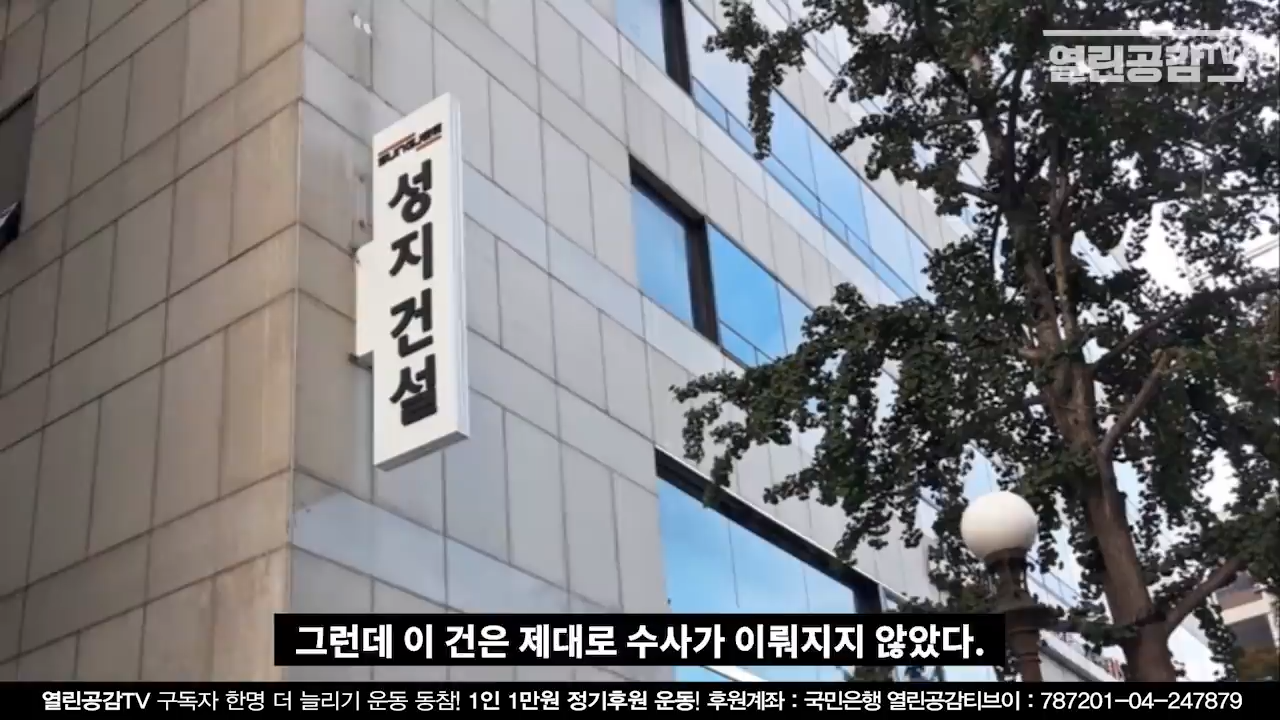 열린공감TV
성지건설
그런데 이 건은 제대로 수사가 이뤄지지 않았다.
열린공감TV 구독자 한명 더 늘리기 운동 동참! 1인 1만원 정기후원 운동! 후원계좌 : 국민은행 열린공감티브이 : 787201-04-247879